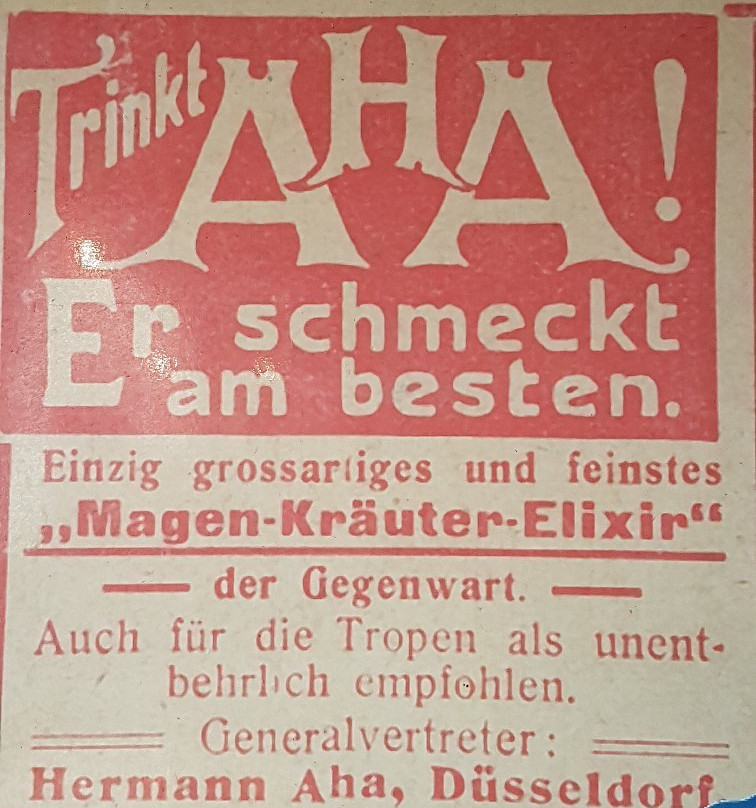 Trinkt AHA!
Er schmeckt
am besten.
Einzig grossartiges und feinstes
„Magen-Kräuter-Elixir“
der Gegenwart.
Auch für die Tropen als unent-
behrlich empfohlen.
Generalvertreter:
Hermann Aha, Düsseldorf